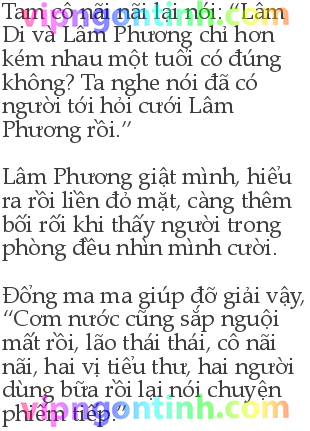 Tam cô nãi nãi lại nói: “Lâm
Di và Lâm Phương chỉ hơn
kém nhau một tuổi có đúng
không? Ta nghe nói đã có
người tới hỏi cưới Lâm
Phương rồi.”
Lâm Phương giật mình, hiểu
ra rồi liền đỏ mặt, càng thêm
bối rối khi thấy người trong
phòng đều nhìn mình cười.
Đổng ma ma giúp đỡ giải vậy,
“Cơm nước cũng sắp nguội
mất rồi, lão thái thái, cô nãi
nãi, hai vị tiểu thư, hai người
dùng bữa rồi lại nói chuyện
phiếm tiếp.”
vipngontinh.com
vipngontinh.com